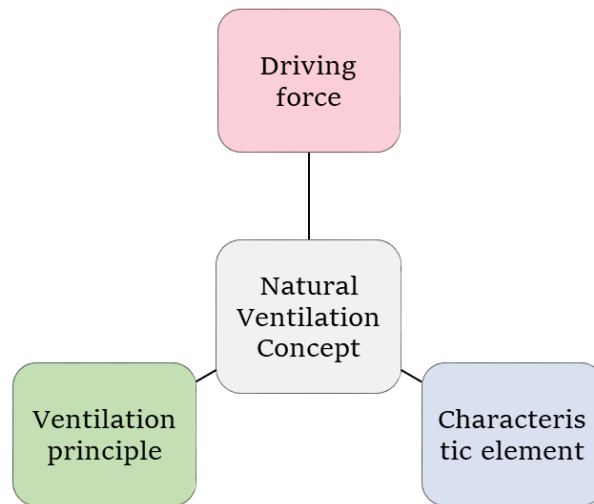 Driving
force
Natural
Ventilation
Concept
Ventilation
principle
Characteris
tic element